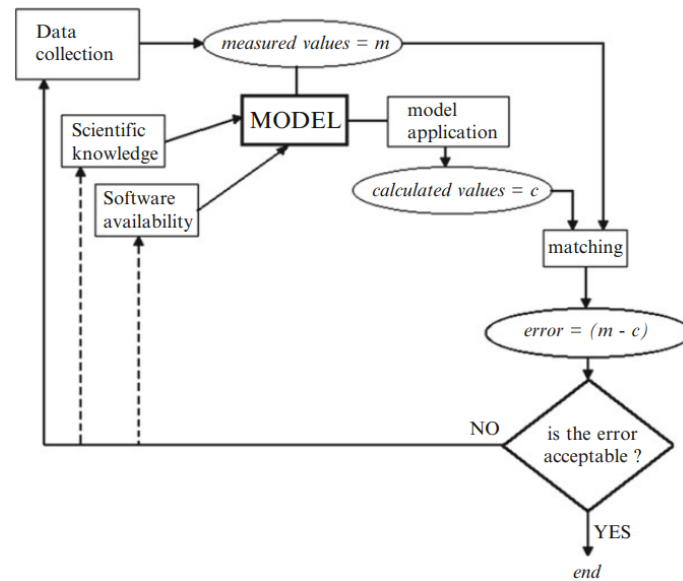 Data
collection
measured values = m
MODEL
model
application
Scientific
knowledge
calculated values = c
Software
availability
matching
error = (m - c)
NO
is the error
acceptable ?
YES
end